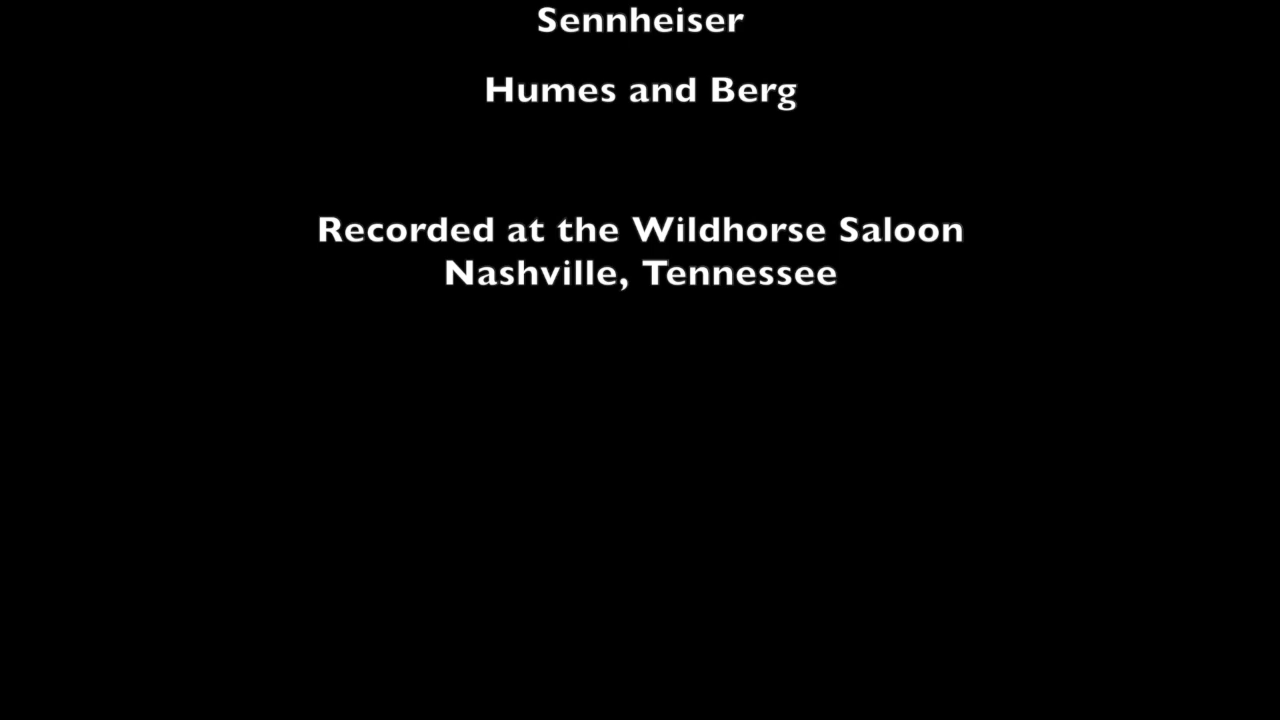 Sennheiser
Humes and Berg
Recorded at the Wildhorse Saloon
Nashville, Tennessee